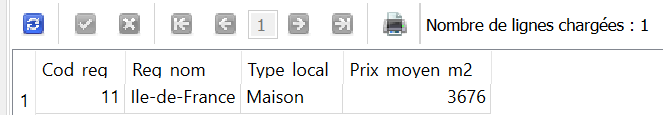 1 Nombre de lignes chargées : 1
Cod reg Reg nom Type local Prix moyen m2
1 11 Ile-de-France Maison 3676